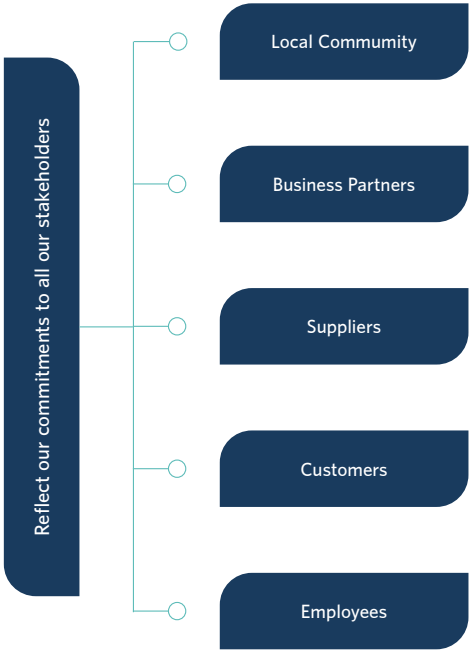 Reflect our commitments to all our stakeholders
Local Commumity
Business Partners
Suppliers
Customers
Employees